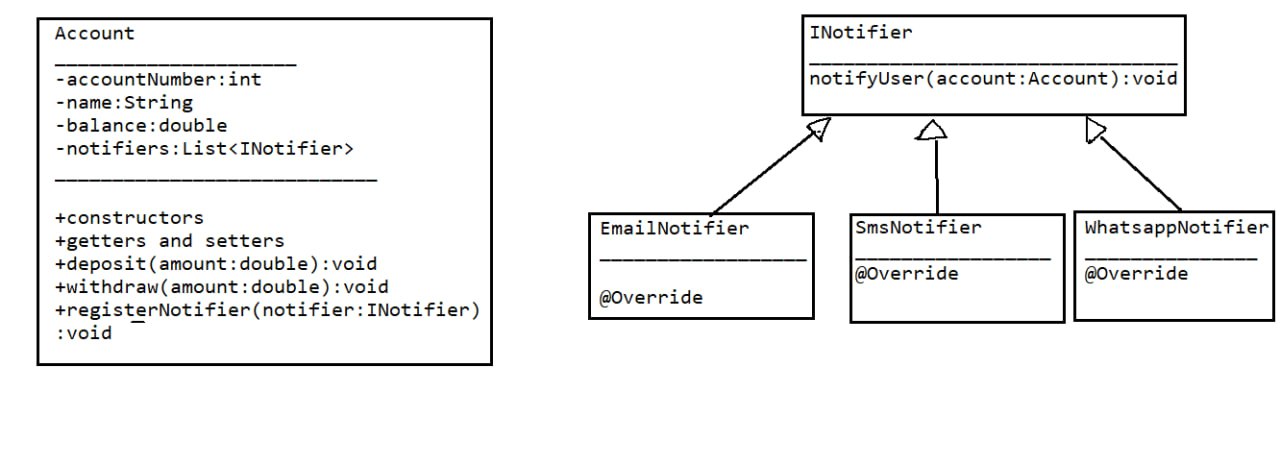 Account
-accountNumber:int
-name:String
-balance:double
-notifiers:List<INotifier>
+constructors
+getters and setters
+deposit(amount:double):void
+withdraw(amount:double):void
+registerNotifier(notifier:INotifier)
:void
INotifier
notifyUser(account:Account):void
EmailNotifier
@Override
SmsNotifier
@Override
WhatsappNotifier
@Override